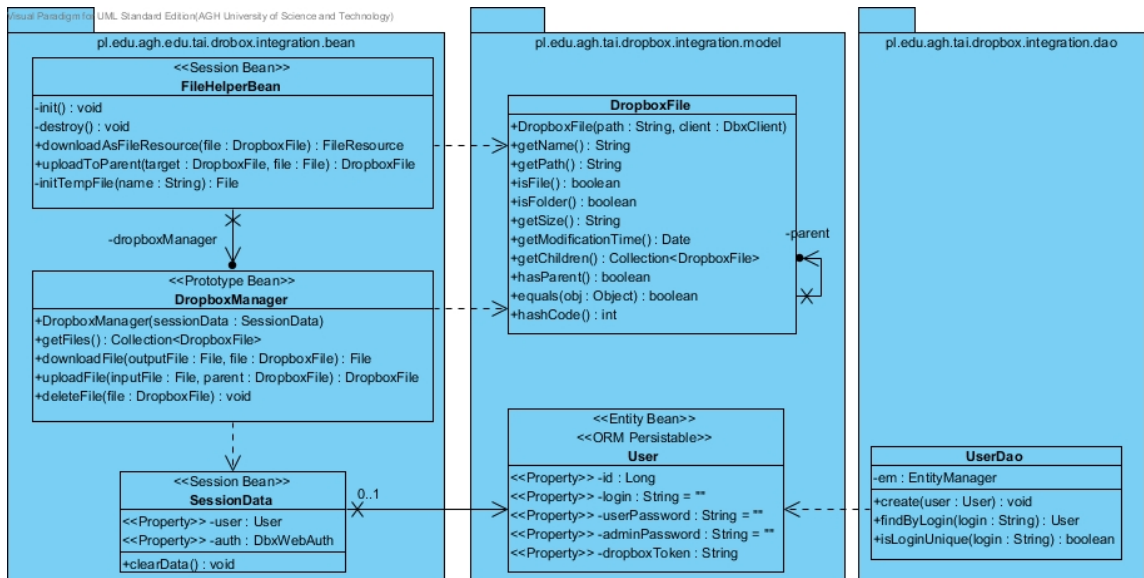 Visual Paradigm for UML Standard Edition(AGH University of Science and Technology)
pl.edu.agh.edu.tai.drobox.integration.bean
<<Session Bean>>
FileHelperBean
-init() : void
-destroy() : void
+downloadAsFileResource(file : DropboxFile) : FileResource
+uploadToParent(target : DropboxFile, file : File) : DropboxFile
-initTempFile(name : String) : File
-dropboxManager
<<Prototype Bean>>
DropboxManager
+DropboxManager(sessionData : SessionData)
+getFiles() : Collection<DropboxFile>
+downloadFile(outputFile : File, file : DropboxFile) : File
+uploadFile(inputFile : File, parent : DropboxFile) : DropboxFile
+deleteFile(file : DropboxFile) : void
<<Session Bean>>
SessionData
<<Property>> -user : User
<<Property>> -auth : DbxWebAuth
+clearData() : void
0..1
pl.edu.agh.tai.dropbox.integration.model
DropboxFile
+DropboxFile(path : String, client : DbxClient)
+getName() : String
+getPath() : String
+isFile() : boolean
+isFolder() : boolean
+getSize() : String
+getModificationTime() : Date
+getChildren() : Collection<DropboxFile>
+hasParent() : boolean
+equals(obj : Object) : boolean
+hashCode() : int
-parent
<<Entity Bean>>
<<ORM Persistable>>
User
<<Property>> -id : Long
<<Property>> -login : String = ""
<<Property>> -userPassword : String = ""
<<Property>> -adminPassword : String = ""
<<Property>> -dropboxToken : String
pl.edu.agh.tai.dropbox.integration.dao
UserDao
-em : EntityManager
+create(user : User) : void
+findByLogin(login : String) : User
+isLoginUnique(login : String) : boolean